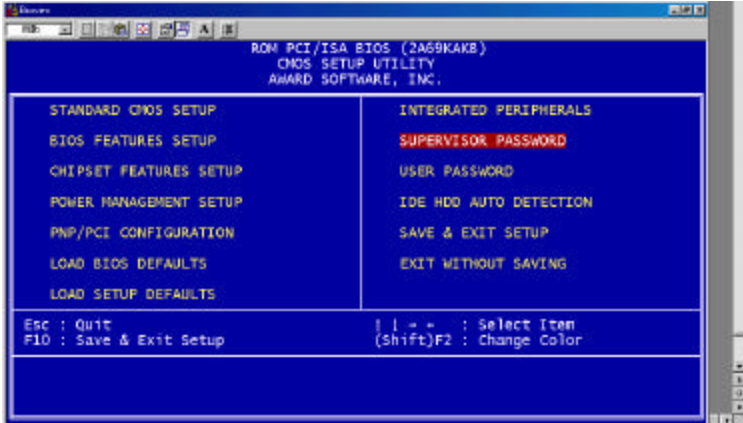 ROM PCI/ISA BIOS (2A69KAKB)
CMOS SETUP UTILITY
AWARD SOFTWARE, INC.
STANDARD CMOS SETUP
BIOS FEATURES SETUP
CHIPSET FEATURES SETUP
POWER MANAGEMENT SETUP
PNP/PCI CONFIGURATION
LOAD BIOS DEFAULTS
LOAD SETUP DEFAULTS
INTEGRATED PERIPHERALS
SUPERVISOR PASSWORD
USER PASSWORD
IDE HDD AUTO DETECTION
SAVE & EXIT SETUP
EXIT WITHOUT SAVING
Esc : Quit
F10 : Save & Exit Setup
: Select Item
(Shift)F2 : Change Color